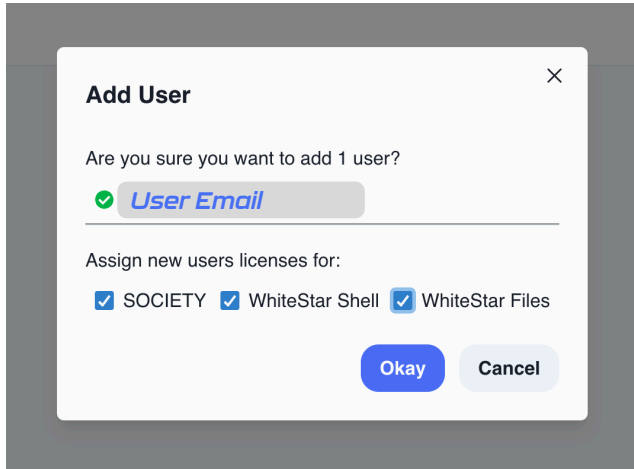 Add User
Are you sure you want to add 1 user?
User Email
Assign new users licenses for:
SOCIETY WhiteStar Shell WhiteStar Files
Okay Cancel